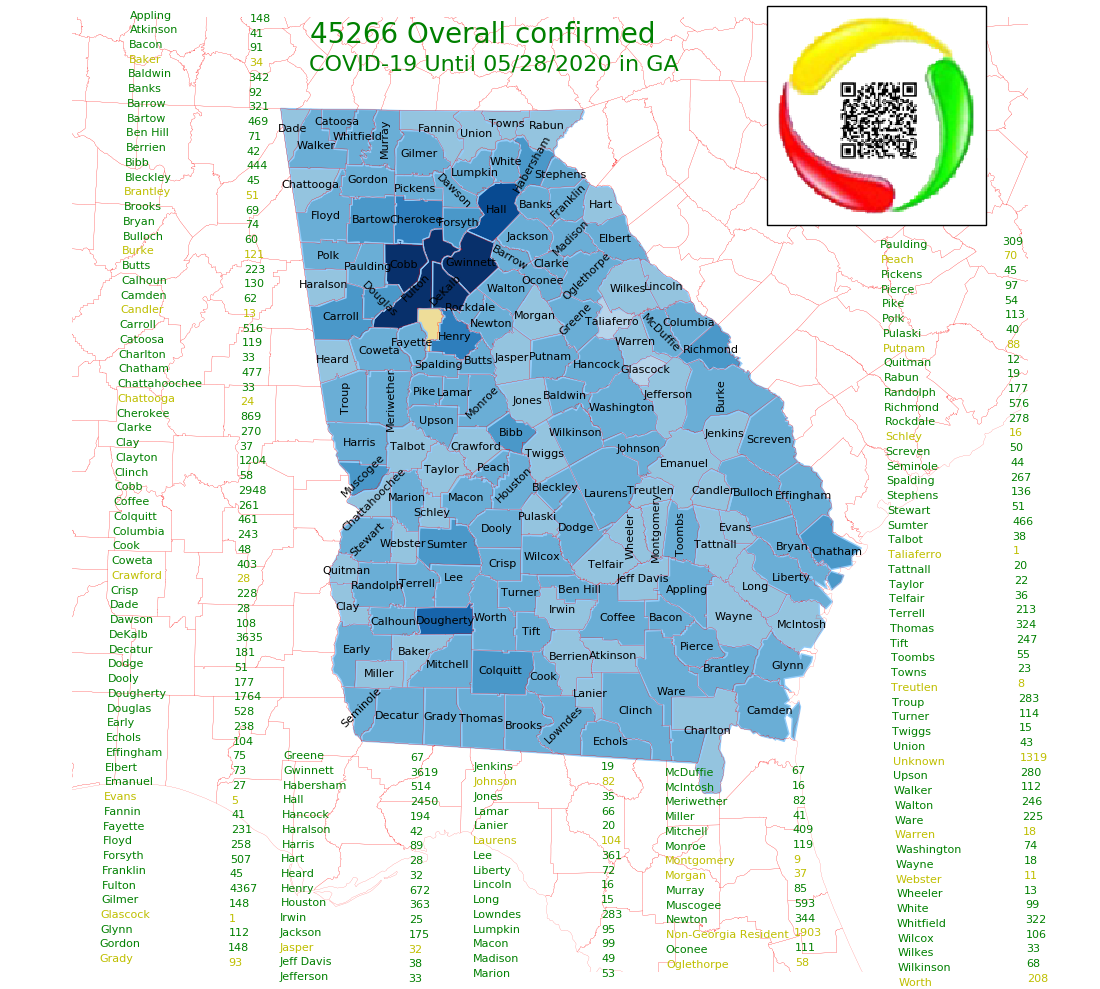 45266 Overall confirmed
COVID-19 Until 05/28/2020 in GA
Appling 148
Atkinson 41
Bacon 91
Baker 34
Baldwin 342
Banks 92
Barrow 321
Bartow 469
Ben Hill 71
Berrien 42
Bibb 444
Bleckley 45
Brantley 51
Brooks 69
Bryan 74
Bulloch 60
Burke 121
Butts 223
Calhoun 130
Camden 62
Candler 13
Carroll 516
Catoosa 119
Charlton 33
Chatham 477
Chattahoochee 33
Chattooga 24
Cherokee 869
Clarke 270
Clay 37
Clayton 1204
Clinch 58
Cobb 2948
Coffee 261
Colquitt 461
Columbia 243
Cook 48
Coweta 403
Crawford 28
Crisp 228
Dade 28
Dawson 108
DeKalb 3635
Decatur 181
Dodge 51
Dooly 177
Dougherty 1764
Douglas 528
Early 238
Echols 104
Effingham 75
Elbert 73
Emanuel 27
Evans 5
Fannin 41
Fayette 231
Floyd 258
Forsyth 507
Franklin 45
Fulton 4367
Gilmer 148
Glascock 1
Glynn 112
Gordon 148
Grady 93
Greene 67
Gwinnett 3619
Habersham 514
Hall 2450
Hancock 194
Haralson 42
Harris 89
Hart 28
Heard 32
Henry 672
Houston 363
Irwin 25
Jackson 175
Jasper 32
Jeff Davis 38
Jefferson 33
Jenkins 19
Johnson 82
Jones 35
Lamar 66
Lanier 20
Laurens 104
Lee 361
Liberty 72
Lincoln 16
Long 15
Lowndes 283
Lumpkin 95
Macon 99
Madison 49
Marion 53
McDuffie 67
McIntosh 16
Meriwether 82
Miller 41
Mitchell 409
Monroe 119
Montgomery 9
Morgan 37
Murray 85
Muscogee 593
Newton 344
Non-Georgia Resident 1903
Oconee 111
Oglethorpe 58
Paulding 309
Peach 70
Pickens 45
Pierce 97
Pike 54
Polk 113
Pulaski 40
Putnam 88
Quitman 12
Rabun 19
Randolph 177
Richmond 576
Rockdale 278
Schley 16
Screven 50
Seminole 44
Spalding 267
Stephens 136
Stewart 51
Sumter 466
Talbot 38
Taliaferro 1
Tattnall 20
Taylor 22
Telfair 36
Terrell 213
Thomas 324
Tift 247
Toombs 55
Towns 23
Treutlen 8
Troup 283
Turner 114
Twiggs 15
Union 43
Unknown 1319
Upson 280
Walker 112
Walton 246
Ware 225
Warren 18
Washington 74
Wayne 18
Webster 11
Wheeler 13
White 99
Whitfield 322
Wilcox 106
Wilkes 33
Wilkinson 68
Worth 208
Dade
Catoosa
Whitfield
Walker
Murray
Fannin
Union
Towns
Rabun
Gilmer
White
Habersham
Lumpkin
Stephens
Chattooga
Gordon
Pickens
Dawson
Franklin
Hart
Banks
Hall
Floyd
Bartow
Cherokee
Forsyth
Jackson
Madison
Elbert
Polk
Paulding
Cobb
Gwinnett
Barrow
Clarke
Oglethorpe
Haralson
Douglas
Fulton
DeKalb
Walton
Oconee
Wilkes
Lincoln
Carroll
Rockdale
Newton
Morgan
Greene
Taliaferro
McDuffie
Columbia
Fayette
Henry
Warren
Richmond
Heard
Coweta
Spalding
Butts
Jasper
Putnam
Hancock
Glascock
Troup
Meriwether
Pike
Lamar
Monroe
Jones
Baldwin
Washington
Jefferson
Burke
Upson
Harris
Talbot
Crawford
Bibb
Twiggs
Wilkinson
Johnson
Jenkins
Screven
Emanuel
Muscogee
Chattahoochee
Taylor
Peach
Houston
Bleckley
Laurens
Treutlen
Candler
Bulloch
Effingham
Marion
Macon
Schley
Pulaski
Dooly
Dodge
Wheeler
Montgomery
Toombs
Evans
Tattnall
Bryan
Chatham
Stewart
Webster
Sumter
Crisp
Wilcox
Telfair
Quitman
Randolph
Terrell
Lee
Turner
Ben Hill
Jeff Davis
Appling
Long
Liberty
Clay
Calhoun
Dougherty
Worth
Irwin
Tift
Coffee
Bacon
Wayne
McIntosh
Early
Baker
Mitchell
Berrien
Atkinson
Pierce
Brantley
Glynn
Miller
Colquitt
Cook
Lanier
Ware
Seminole
Decatur
Grady
Thomas
Brooks
Lowndes
Clinch
Echols
Charlton
Camden